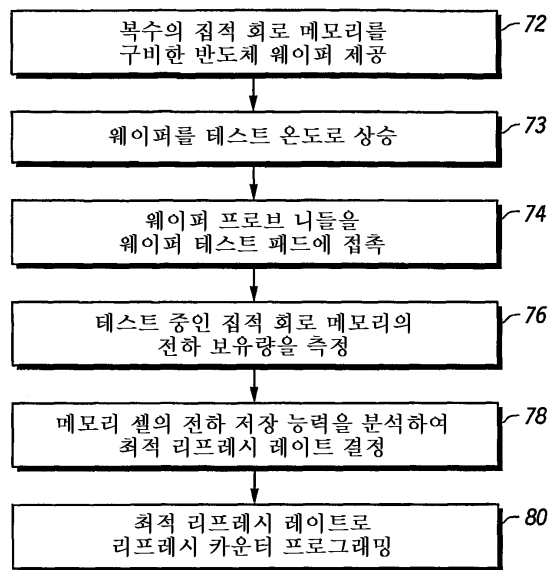 복수의 집적 회로 메모리를
구비한 반도체 웨이퍼 제공
72
웨이퍼를 테스트 온도로 상승
73
웨이퍼 프로브 니들을
웨이퍼 테스트 패드에 접촉
74
테스트 중인 집적 회로 메모리의
전하 보유량을 측정
76
메모리 셀의 전하 저장 능력을 분석하여
최적 리프레시 레이트 결정
78
최적 리프레시 레이트로
리프레시 카운터 프로그래밍
80